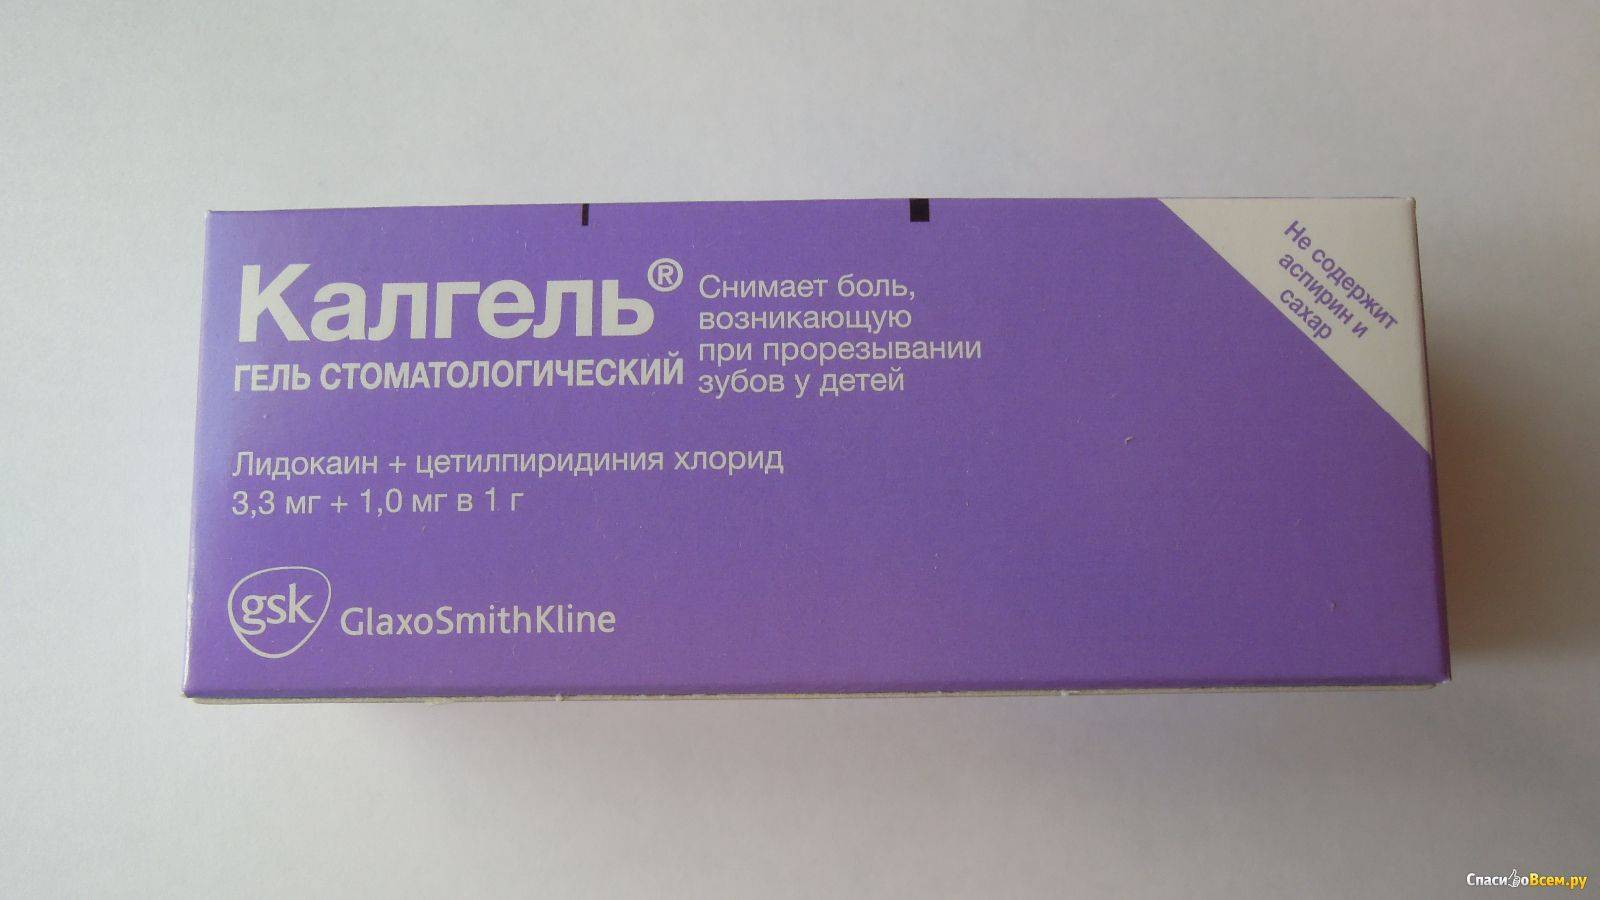 Калгель®
ГЕЛЬ СТОМАТОЛОГИЧЕСКИЙ
Снимает боль,
возникающую
при прорезывании
зубов у детей
Не содержит
аспирин и
сахар
Лидокаин + цетилпиридиния хлорид
3,3 мг + 1,0 мг в 1 г
gsk GlaxoSmithKline
СпасибоВсем.ру